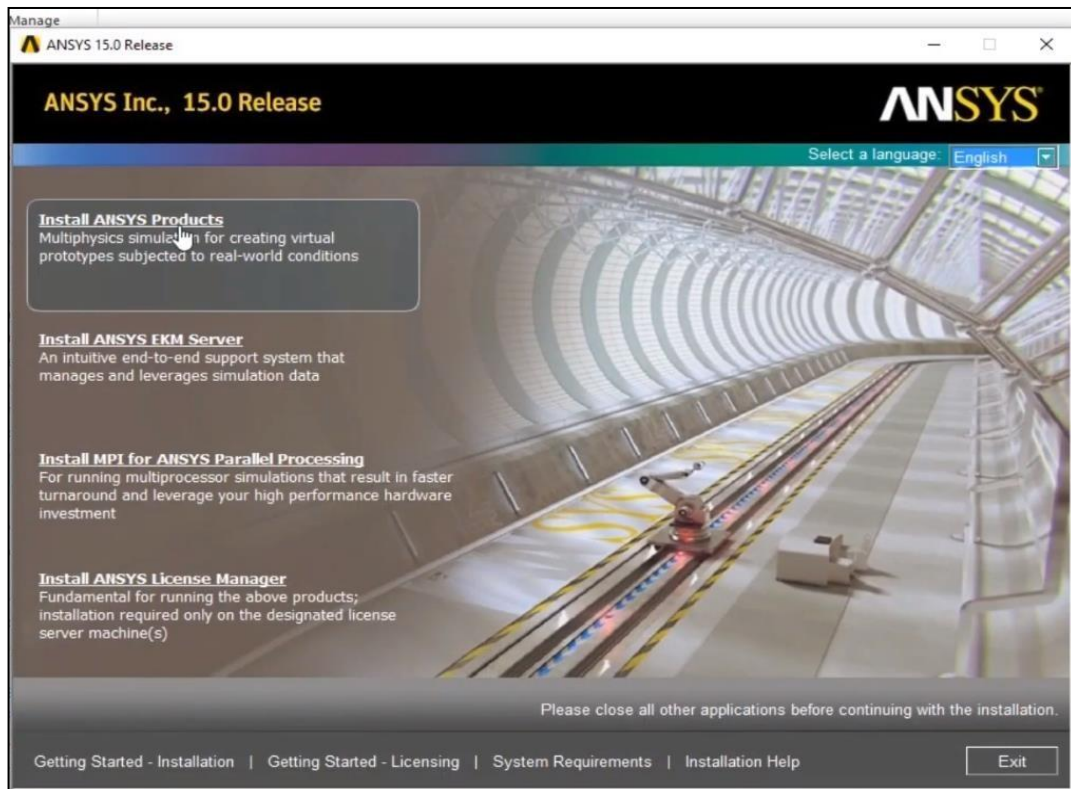 Manage
ANSYS 15.0 Release
ANSYS Inc., 15.0 Release
ANSYS
Select a language: English
Install ANSYS Products
Multiphysics simulation for creating virtual
prototypes subjected to real-world conditions
Install ANSYS EKM Server
An intuitive end-to-end support system that
manages and leverages simulation data
Install MPI for ANSYS Parallel Processing
For running multiprocessor simulations that result in faster
turnaround and leverage your high performance hardware
investment
Install ANSYS License Manager
Fundamental for running the above products;
installation required only on the designated license
server machine(s)
Please close all other applications before continuing with the installation.
Getting Started - Installation | Getting Started - Licensing | System Requirements | Installation Help
Exit